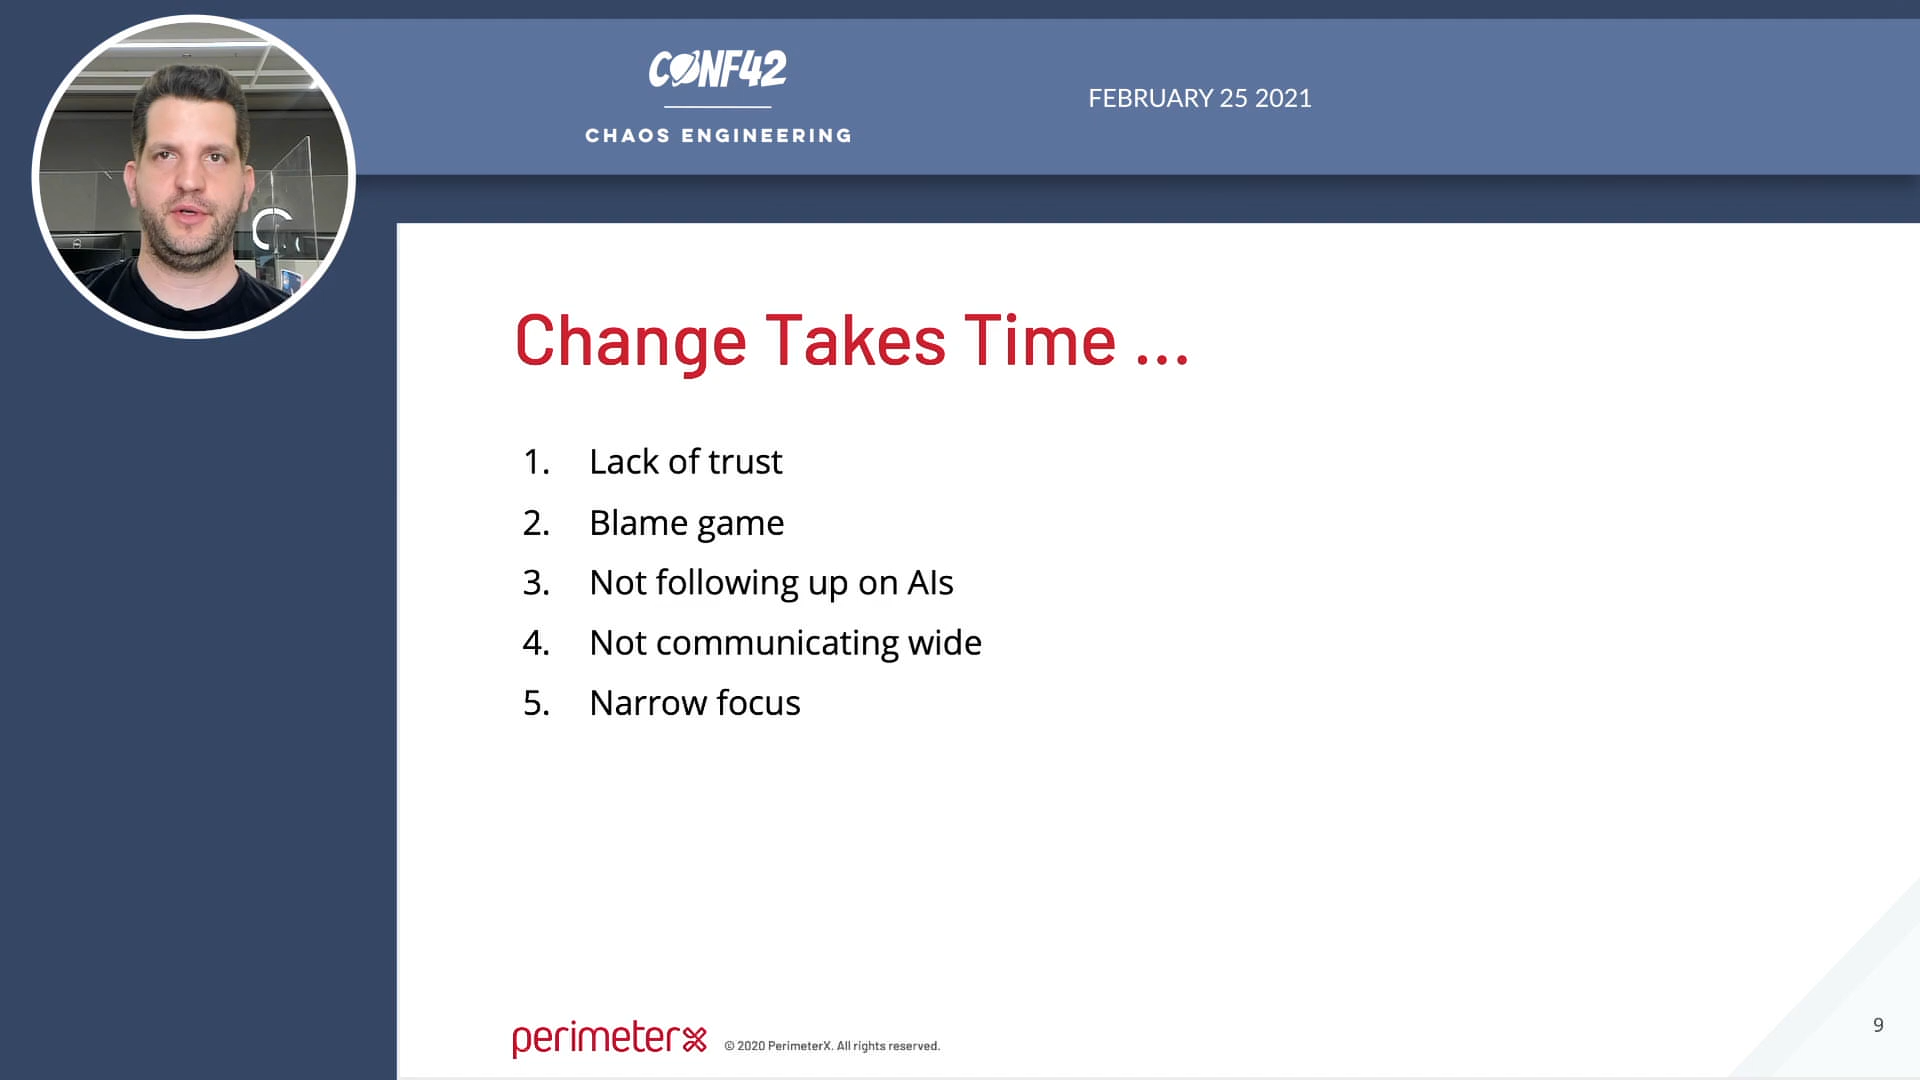 CONF42
CHAOS ENGINEERING
FEBRUARY 25 2021
Change Takes Time ...
1. Lack of trust
2. Blame game
3. Not following up on AIs
4. Not communicating wide
5. Narrow focus
perimeterx
© 2020 PerimeterX. All rights reserved.
9